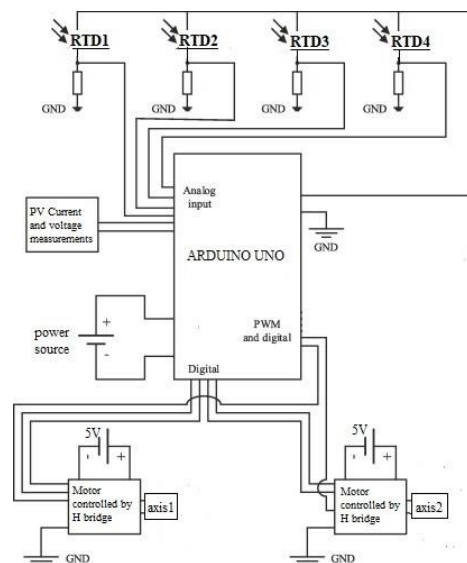 RTD1 RTD2 RTD3 RTD4
GND GND GND GND
Analog
input
PV Current
and voltage
measurements
GND
ARDUINO UNO
+
power
source
-
PWM
and digital
Digital
5V
- +
Motor
controlled by
H bridge
axis1
GND
5V
- +
Motor
controlled by
H bridge
axis2
GND